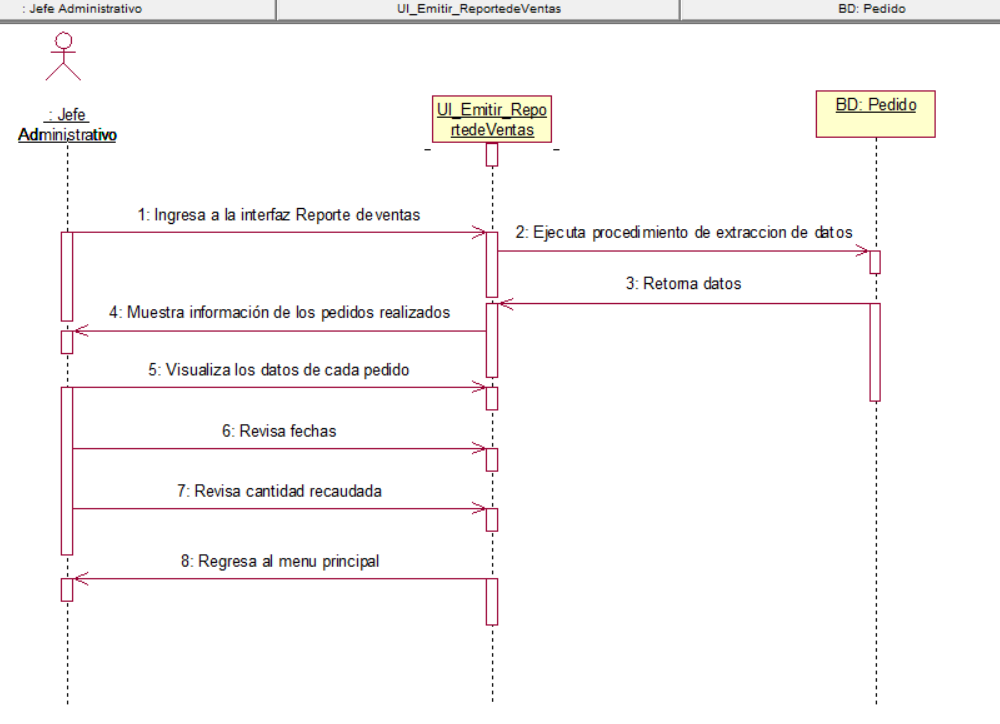 : Jefe Administrativo
UI_Emitir_ReportedeVentas
BD: Pedido
: Jefe
Administrativo
UI_Emitir_Repo
rtedeVentas
BD: Pedido
1: Ingresa a la interfaz Reporte de ventas
2: Ejecuta procedimiento de extraccion de datos
3: Retorna datos
4: Muestra información de los pedidos realizados
5: Visualiza los datos de cada pedido
6: Revisa fechas
7: Revisa cantidad recaudada
8: Regresa al menu principal